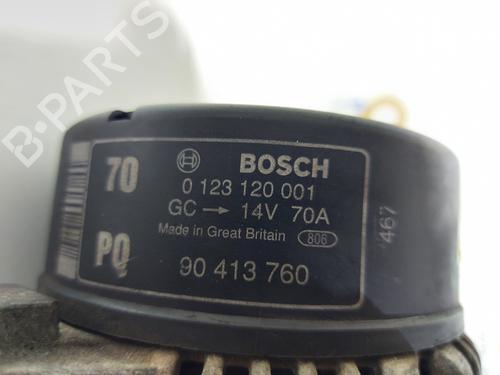 B-PARTS
70
BOSCH
0 123 120 001
GC → 14V 70A
Made in Great Britain 806
PQ
90 413 760
467